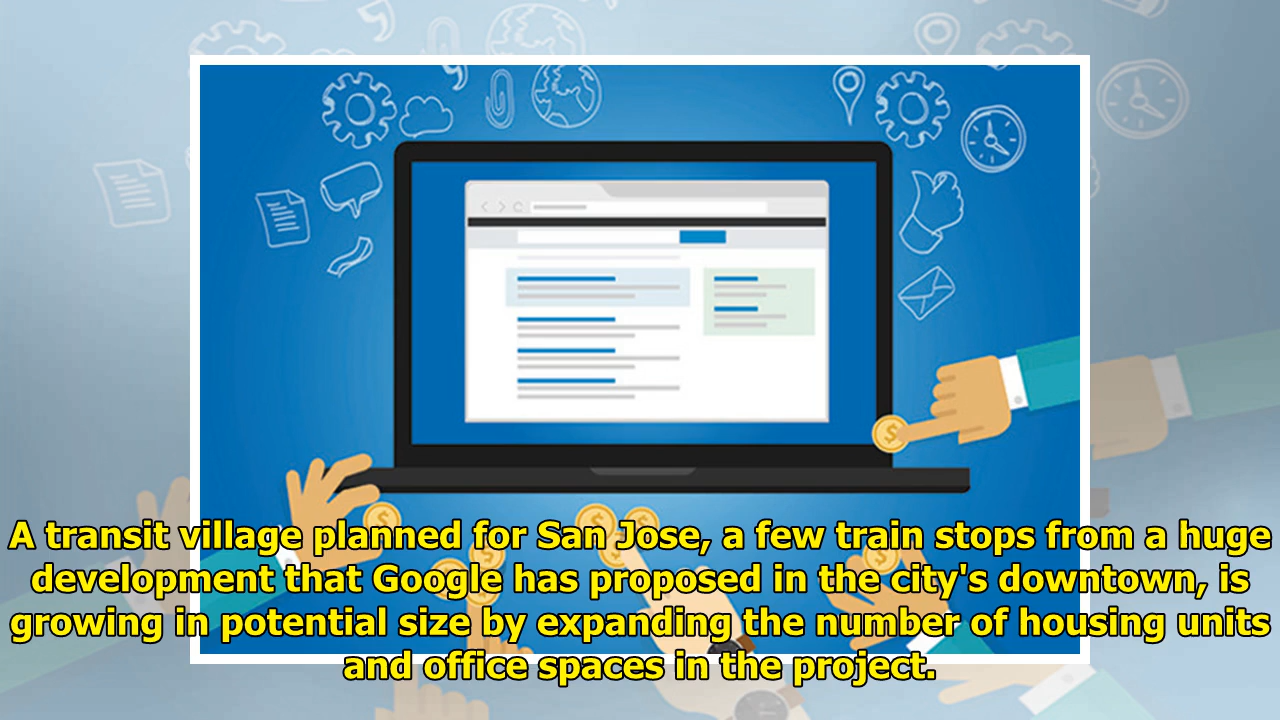 A transit village planned for San Jose, a few train stops from a huge
development that Google has proposed in the city's downtown, is
growing in potential size by expanding the number of housing units
and office spaces in the project.